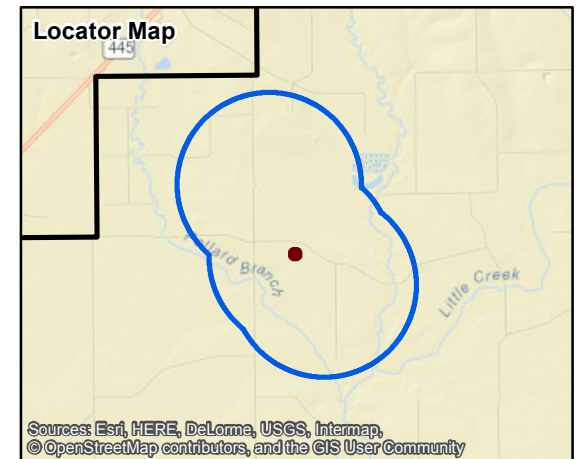 Locator Map
445
Pollard Branch
Little Creek
Sources: Esri, HERE, DeLorme, USGS, Intermap,
© OpenStreetMap contributors, and the GIS User Community